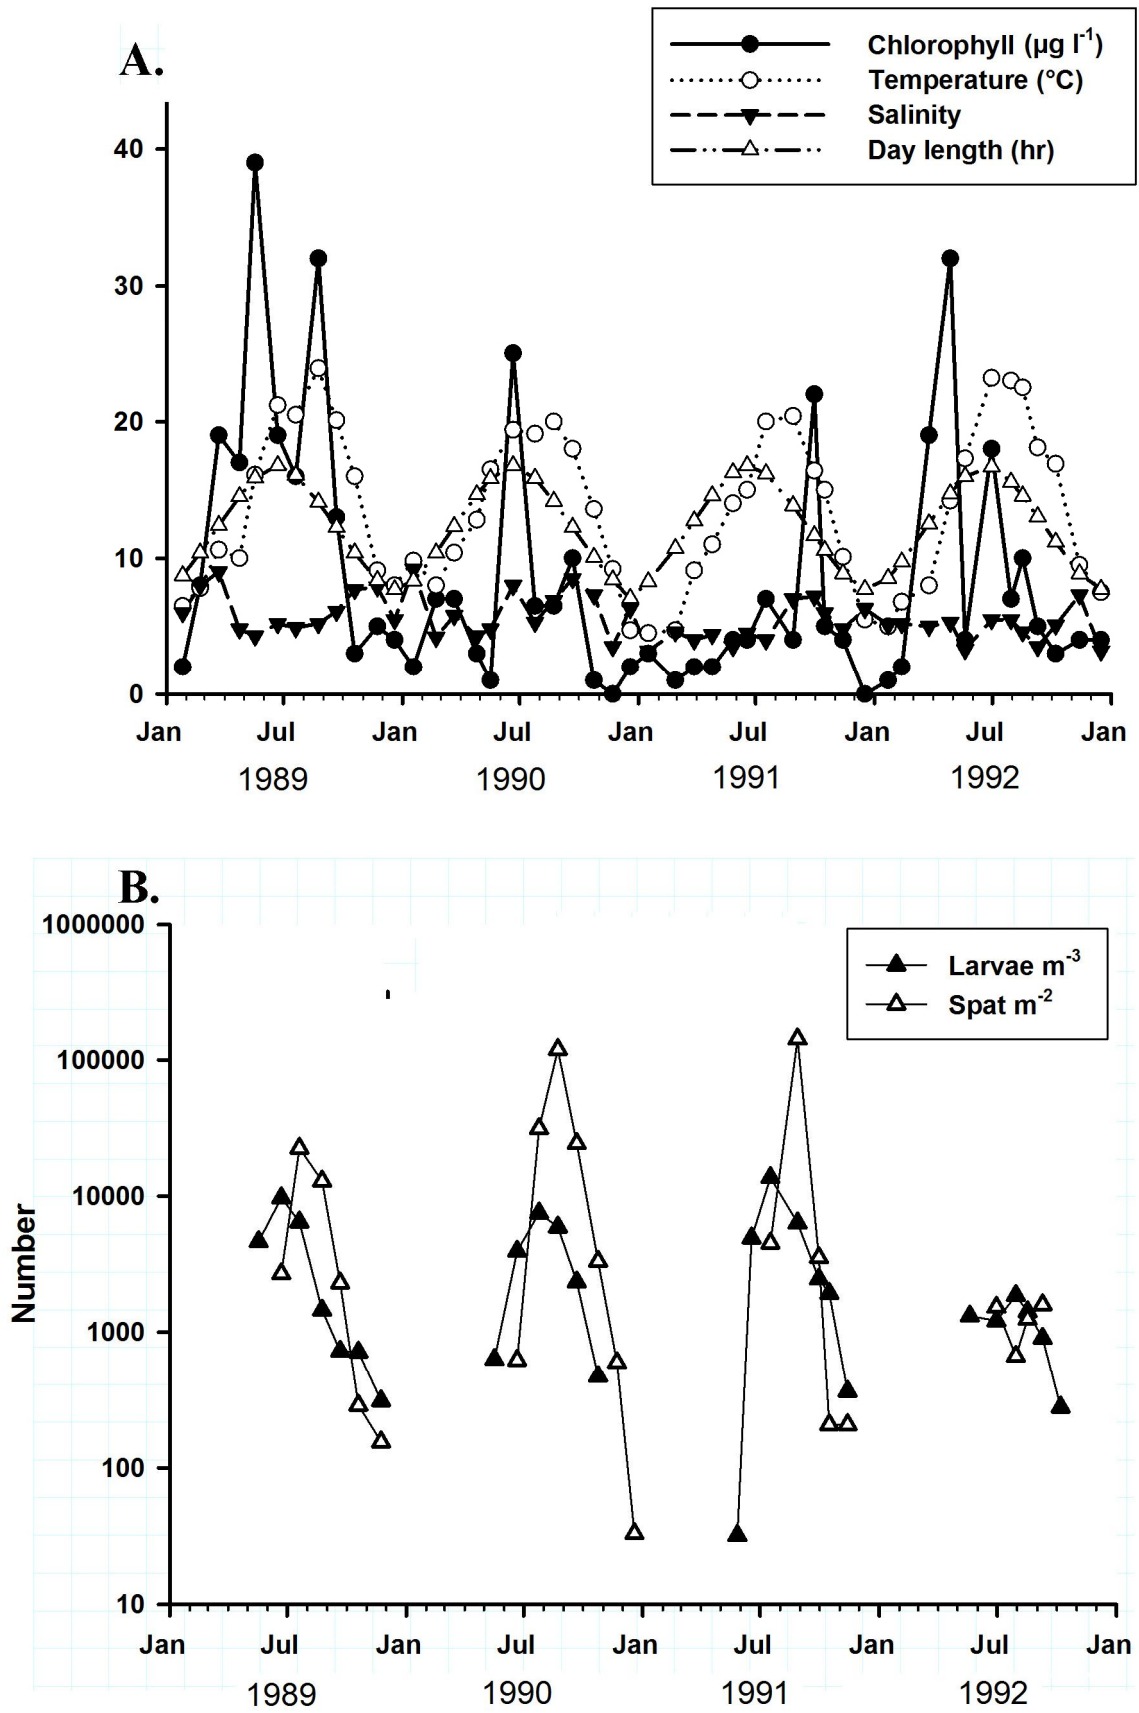 A.
Chlorophyll (µg l⁻¹)
Temperature (°C)
Salinity
Day length (hr)
40
30
20
10
0
Jan Jul Jan Jul Jan Jul Jan Jul Jan
1989 1990 1991 1992
B.
1000000
100000
10000
1000
100
10
Number
Larvae m⁻³
Spat m⁻²
Jan Jul Jan Jul Jan Jul Jan Jul Jan
1989 1990 1991 1992